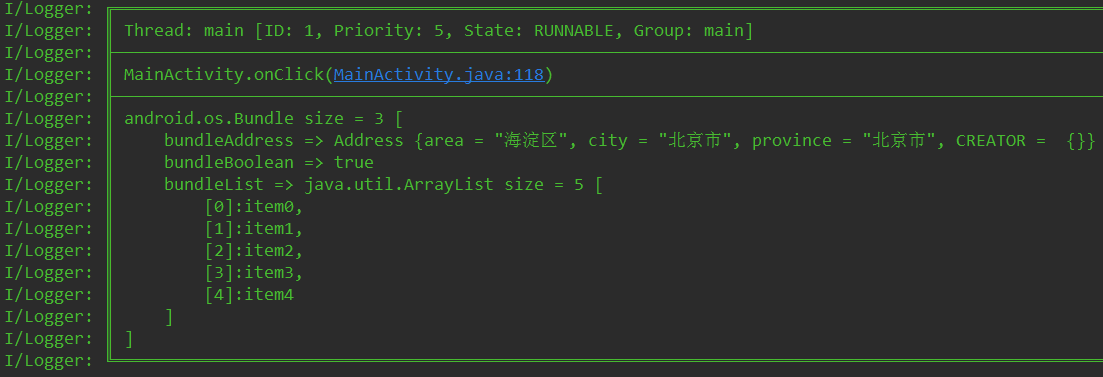 I/Logger:
I/Logger: Thread: main [ID: 1, Priority: 5, State: RUNNABLE, Group: main]
I/Logger:
I/Logger: MainActivity.onClick(MainActivity.java:118)
I/Logger:
I/Logger: android.os.Bundle size = 3 [
I/Logger:     bundleAddress => Address {area = "海淀区", city = "北京市", province = "北京市", CREATOR =  {}}
I/Logger:     bundleBoolean => true
I/Logger:     bundleList => java.util.ArrayList size = 5 [
I/Logger:         [0]:item0,
I/Logger:         [1]:item1,
I/Logger:         [2]:item2,
I/Logger:         [3]:item3,
I/Logger:         [4]:item4
I/Logger:     ]
I/Logger: ]
I/Logger: